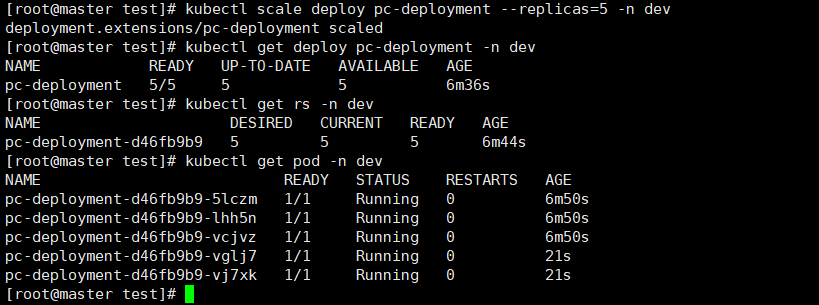 [root@master test]# kubectl scale deploy pc-deployment --replicas=5 -n dev
deployment.extensions/pc-deployment scaled
[root@master test]# kubectl get deploy pc-deployment -n dev
NAME            READY   UP-TO-DATE   AVAILABLE   AGE
pc-deployment   5/5     5            5           6m36s
[root@master test]# kubectl get rs -n dev
NAME                     DESIRED   CURRENT   READY   AGE
pc-deployment-d46fb9b9   5         5         5       6m44s
[root@master test]# kubectl get pod -n dev
NAME                           READY   STATUS    RESTARTS   AGE
pc-deployment-d46fb9b9-5lczm   1/1     Running   0          6m50s
pc-deployment-d46fb9b9-lhh5n   1/1     Running   0          6m50s
pc-deployment-d46fb9b9-vcjvz   1/1     Running   0          6m50s
pc-deployment-d46fb9b9-vglj7   1/1     Running   0          21s
pc-deployment-d46fb9b9-vj7xk   1/1     Running   0          21s
[root@master test]#